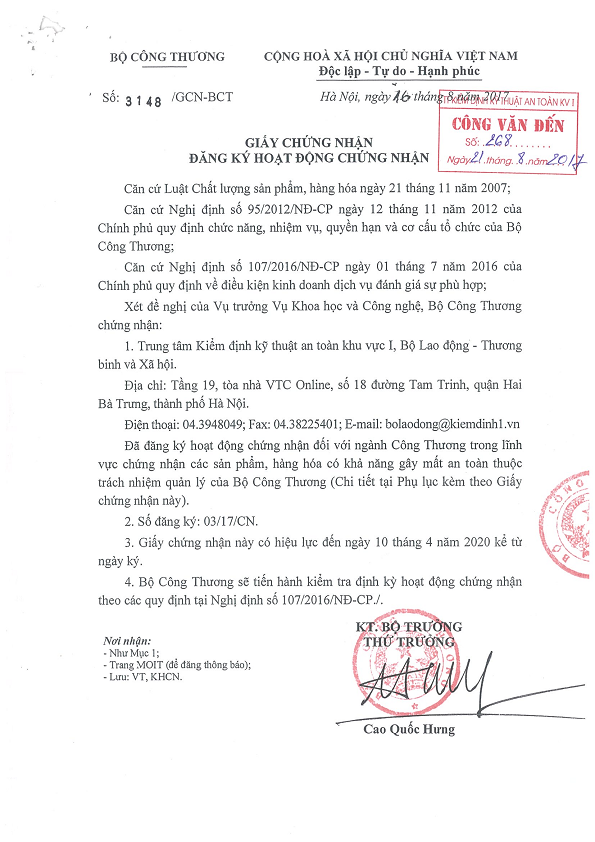 BỘ CÔNG THƯƠNG
CỘNG HOÀ XÃ HỘI CHỦ NGHĨA VIỆT NAM
Độc lập - Tự do - Hạnh phúc
Số: 3148 /GCN-BCT
Hà Nội, ngày 16 tháng 8 năm 2017
KIỂM ĐỊNH KỸ THUẬT AN TOÀN KV I
CÔNG VĂN ĐẾN
Số: 268........
Ngày 21 tháng. 8 năm 2017
GIẤY CHỨNG NHẬN
ĐĂNG KÝ HOẠT ĐỘNG CHỨNG NHẬN
Căn cứ Luật Chất lượng sản phẩm, hàng hóa ngày 21 tháng 11 năm 2007;
Căn cứ Nghị định số 95/2012/NĐ-CP ngày 12 tháng 11 năm 2012 của
Chính phủ quy định chức năng, nhiệm vụ, quyền hạn và cơ cấu tổ chức của Bộ
Công Thương;
Căn cứ Nghị định số 107/2016/NĐ-CP ngày 01 tháng 7 năm 2016 của
Chính phủ quy định về điều kiện kinh doanh dịch vụ đánh giá sự phù hợp;
Xét đề nghị của Vụ trưởng Vụ Khoa học và Công nghệ, Bộ Công Thương
chứng nhận:
1. Trung tâm Kiểm định kỹ thuật an toàn khu vực I, Bộ Lao động - Thương
binh và Xã hội.
Địa chỉ: Tầng 19, tòa nhà VTC Online, số 18 đường Tam Trinh, quận Hai
Bà Trưng, thành phố Hà Nội.
Điện thoại: 04.3948049; Fax: 04.38225401; E-mail: bolaodong@kiemdinh1.vn
Đã đăng ký hoạt động chứng nhận đối với ngành Công Thương trong lĩnh
vực chứng nhận các sản phẩm, hàng hóa có khả năng gây mất an toàn thuộc
trách nhiệm quản lý của Bộ Công Thương (Chi tiết tại Phụ lục kèm theo Giấy
chứng nhận này).
2. Số đăng ký: 03/17/CN.
3. Giấy chứng nhận này có hiệu lực đến ngày 10 tháng 4 năm 2020 kể từ
ngày ký.
4. Bộ Công Thương sẽ tiến hành kiểm tra định kỳ hoạt động chứng nhận
theo các quy định tại Nghị định số 107/2016/NĐ-CP./.
Nơi nhận:
- Như Mục 1;
- Trang MOIT (để đăng thông báo);
- Lưu: VT, KHCN.
KT. BỘ TRƯỞNG
THỨ TRƯỞNG
Cao Quốc Hưng